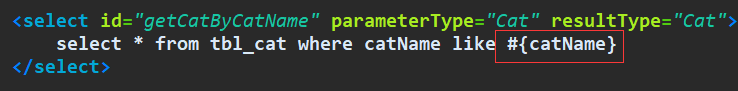 <select id="getCatByCatName" parameterType="Cat" resultType="Cat">
select * from tbl_cat where catName like #{catName}
</select>